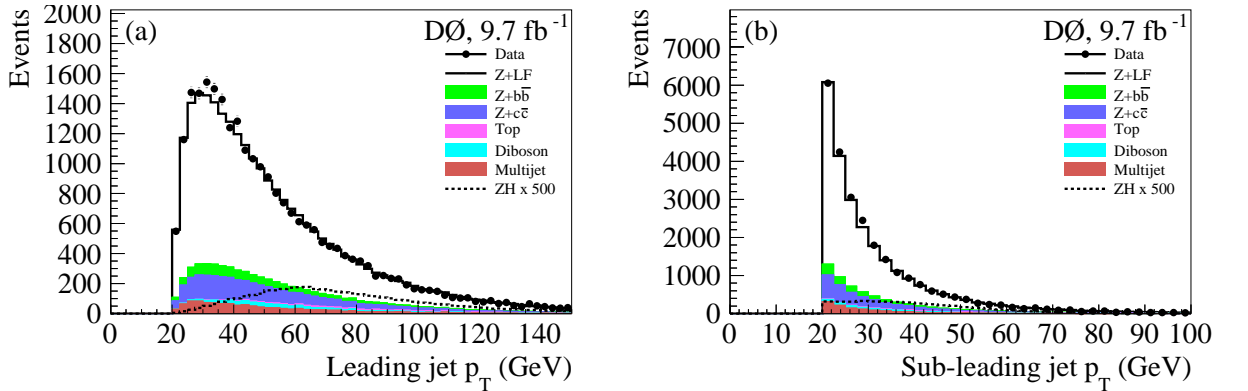 Events
2000
1800
1600
1400
1200
1000
800
600
400
200
0
(a)
DØ, 9.7 fb⁻¹
Data
Z+LF
Z+bb̅
Z+cc̅
Top
Diboson
Multijet
ZH x 500
0 20 40 60 80 100 120 140
Leading jet p_T (GeV)
Events
7000
6000
5000
4000
3000
2000
1000
0
(b)
DØ, 9.7 fb⁻¹
Data
Z+LF
Z+bb̅
Z+cc̅
Top
Diboson
Multijet
ZH x 500
0 10 20 30 40 50 60 70 80 90 100
Sub-leading jet p_T (GeV)